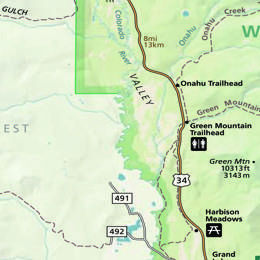 GULCH
Colorado
River
8mi
13km
Onahu
Creek
W
VALLEY
Onahu Trailhead
Green Mountain
Green Mountain
Trailhead
EST
Green Mtn
10313ft
3143m
34
491
Harbison
Meadows
492
Grand